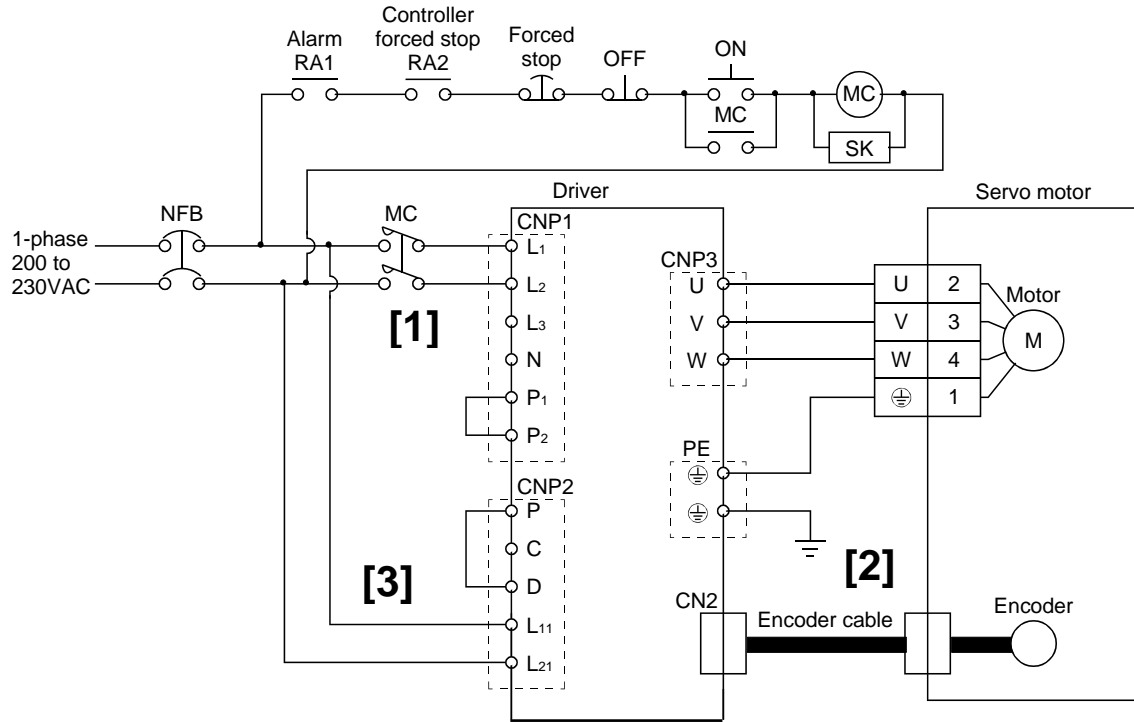 Controller
Alarm forced stop Forced stop ON
RA1 RA2 OFF
MC
MC
SK
Driver
Servo motor
NFB MC CNP1
1-phase
200 to
230VAC
L1
L2
L3
N
P1
P2
[1]
CNP3
U
V
W
U 2
V 3
W 4
1
Motor
M
PE
CNP2
P
C
D
L11
L21
[3]
[2]
CN2
Encoder cable
Encoder